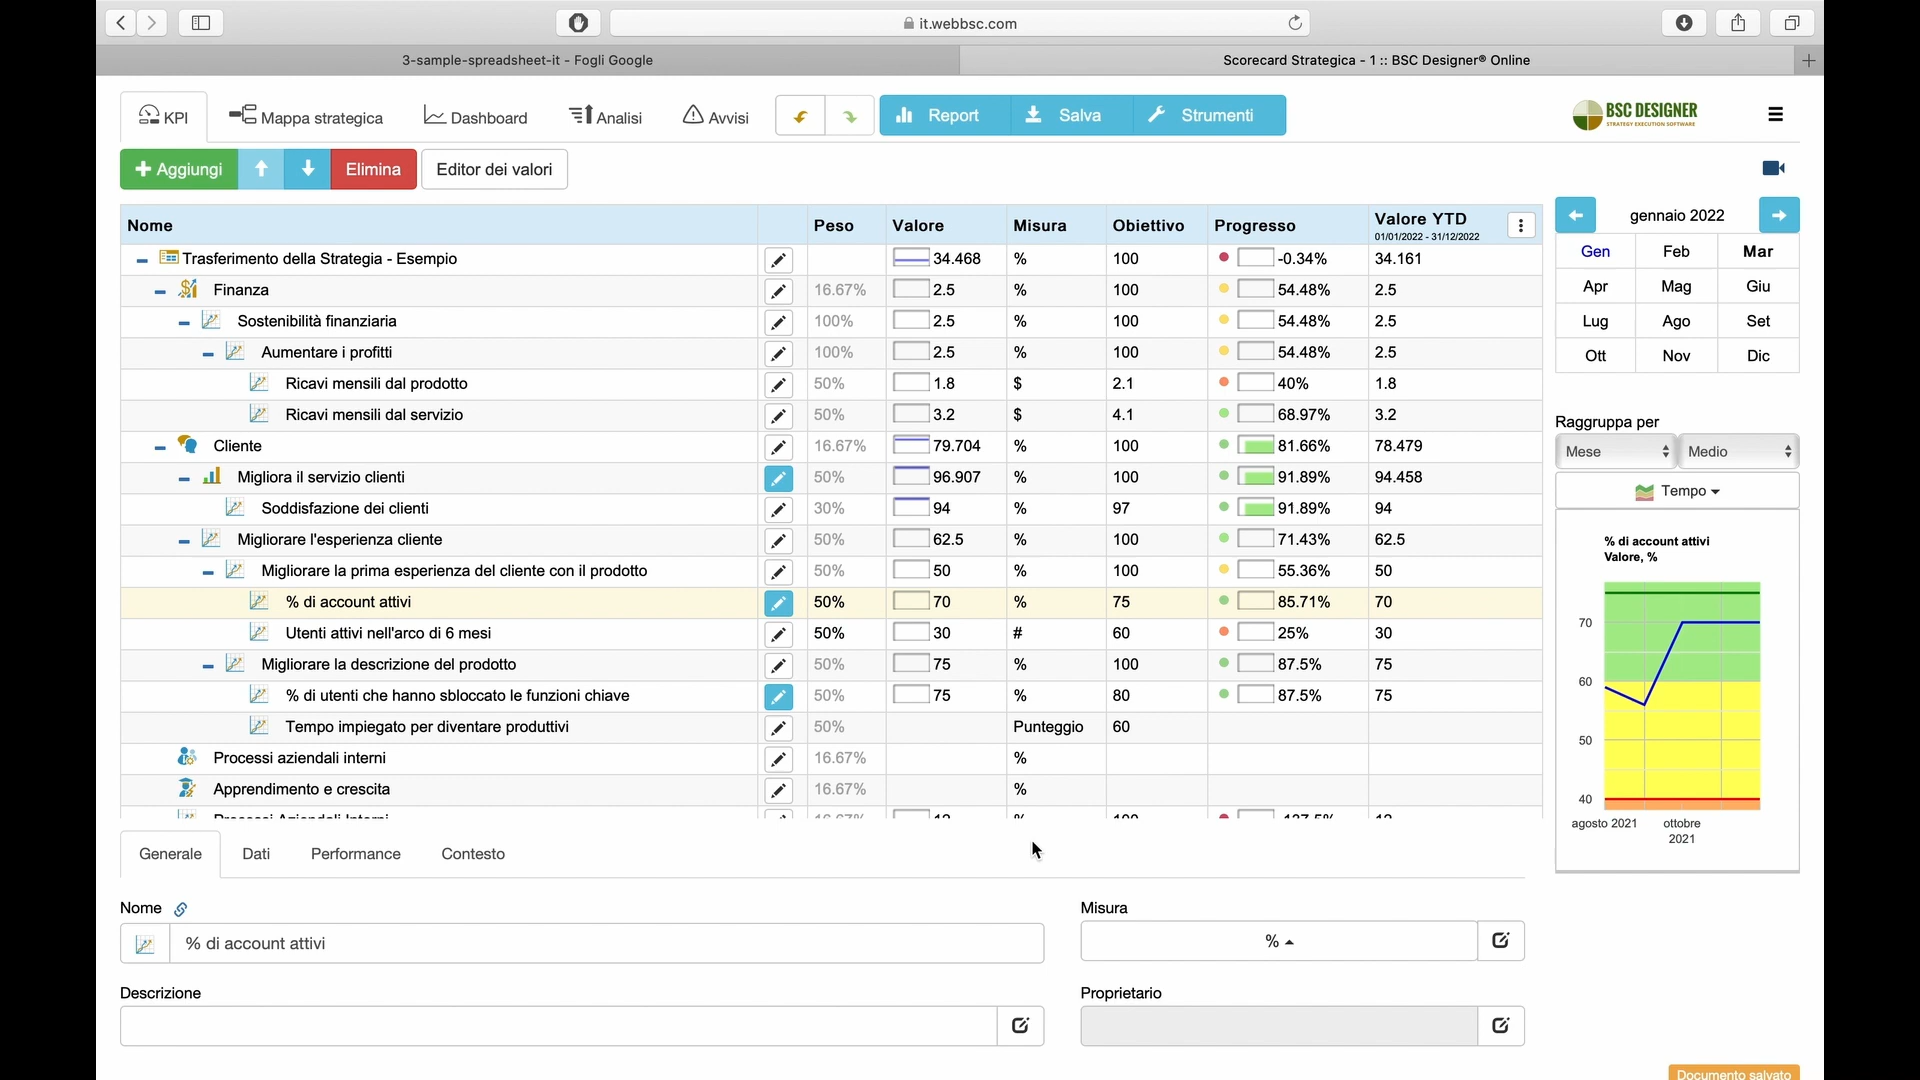 it.webbsc.com
3-sample-spreadsheet-it - Fogli Google
Scorecard Strategica - 1 :: BSC Designer® Online
KPI
Mappa strategica
Dashboard
Analisi
Avvisi
Report
Salva
Strumenti
BSC DESIGNER
STRATEGY EXECUTION SOFTWARE
Aggiungi
Elimina
Editor dei valori
Nome Peso Valore Misura Obiettivo Progresso Valore YTD
01/01/2022 - 31/12/2022
Trasferimento della Strategia - Esempio 34.468 % 100 -0.34% 34.161
Finanza 16.67% 2.5 % 100 54.48% 2.5
Sostenibilità finanziaria 100% 2.5 % 100 54.48% 2.5
Aumentare i profitti 100% 2.5 % 100 54.48% 2.5
Ricavi mensili dal prodotto 50% 1.8 $ 2.1 40% 1.8
Ricavi mensili dal servizio 50% 3.2 $ 4.1 68.97% 3.2
Cliente 16.67% 79.704 % 100 81.66% 78.479
Migliora il servizio clienti 50% 96.907 % 100 91.89% 94.458
Soddisfazione dei clienti 30% 94 % 97 91.89% 94
Migliorare l'esperienza cliente 50% 62.5 % 100 71.43% 62.5
Migliorare la prima esperienza del cliente con il prodotto 50% 50 % 100 55.36% 50
% di account attivi 50% 70 % 75 85.71% 70
Utenti attivi nell'arco di 6 mesi 50% 30 # 60 25% 30
Migliorare la descrizione del prodotto 50% 75 % 100 87.5% 75
% di utenti che hanno sbloccato le funzioni chiave 50% 75 % 80 87.5% 75
Tempo impiegato per diventare produttivi 50% Punteggio 60
Processi aziendali interni 16.67% %
Apprendimento e crescita 16.67% %
Processi Aziendali Interni 16.67% 12 % 100 -137.5% 12
gennaio 2022
Gen Feb Mar
Apr Mag Giu
Lug Ago Set
Ott Nov Dic
Raggruppa per
Mese Medio
Tempo
% di account attivi
Valore, %
70
60
50
40
agosto 2021 ottobre
2021
Generale Dati Performance Contesto
Nome
% di account attivi
Misura
%
Descrizione
Proprietario
Documento salvato